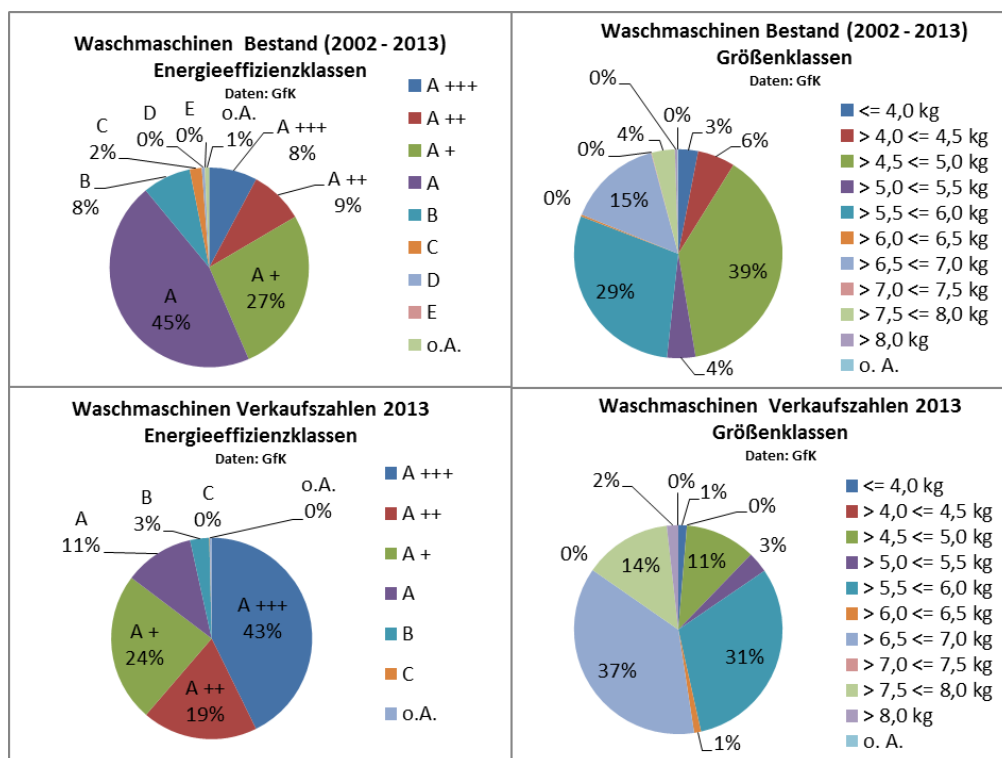 Waschmaschinen Bestand (2002 - 2013)
Energieeffizienzklassen
Daten: GfK
A +++
8%
A ++
9%
A +
27%
A
45%
B
8%
C
2%
D
0%
E
0%
o.A.
1%
A +++
A ++
A +
A
B
C
D
E
o.A.
Waschmaschinen Bestand (2002 - 2013)
Größenklassen
Daten: GfK
0%
0%
3%
6%
39%
4%
29%
0%
15%
0%
4%
<= 4,0 kg
> 4,0 <= 4,5 kg
> 4,5 <= 5,0 kg
> 5,0 <= 5,5 kg
> 5,5 <= 6,0 kg
> 6,0 <= 6,5 kg
> 6,5 <= 7,0 kg
> 7,0 <= 7,5 kg
> 7,5 <= 8,0 kg
> 8,0 kg
o. A.
Waschmaschinen Verkaufszahlen 2013
Energieeffizienzklassen
Daten: GfK
A +++
43%
A ++
19%
A +
24%
A
11%
B
3%
C
0%
o.A.
0%
A +++
A ++
A +
A
B
C
o.A.
Waschmaschinen Verkaufszahlen 2013
Größenklassen
Daten: GfK
2%
0%
1%
0%
11%
3%
31%
1%
37%
0%
14%
<= 4,0 kg
> 4,0 <= 4,5 kg
> 4,5 <= 5,0 kg
> 5,0 <= 5,5 kg
> 5,5 <= 6,0 kg
> 6,0 <= 6,5 kg
> 6,5 <= 7,0 kg
> 7,0 <= 7,5 kg
> 7,5 <= 8,0 kg
> 8,0 kg
o. A.